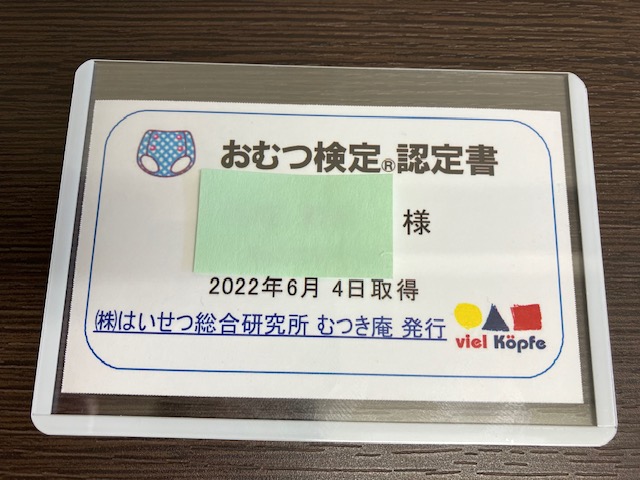 おむつ検定®認定書
様
2022年6月 4日取得
㈱はいせつ総合研究所 むつき庵 発行
viel Köpfe